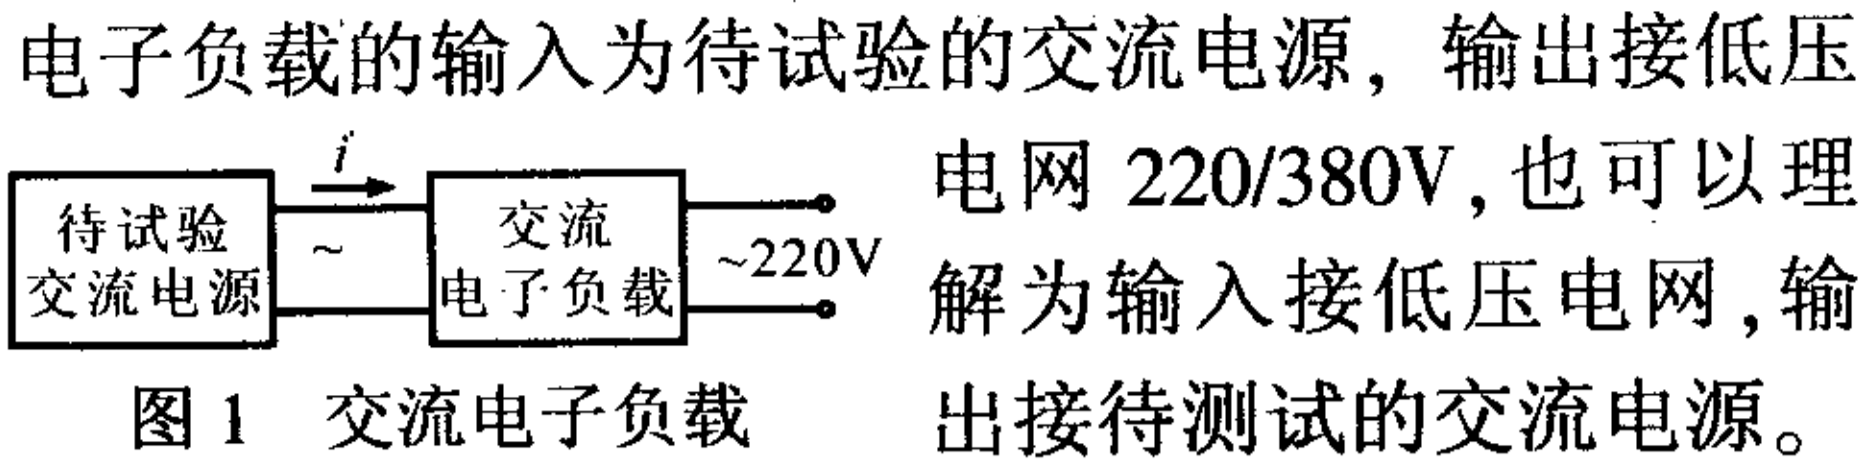 电子负载的输入为待试验的交流电源，输出接低压
电网 220/380V，也可以理
解为输入接低压电网，输
出接待测试的交流电源。
i
待试验
交流电源
~
交流
电子负载
~220V
图 1 交流电子负载